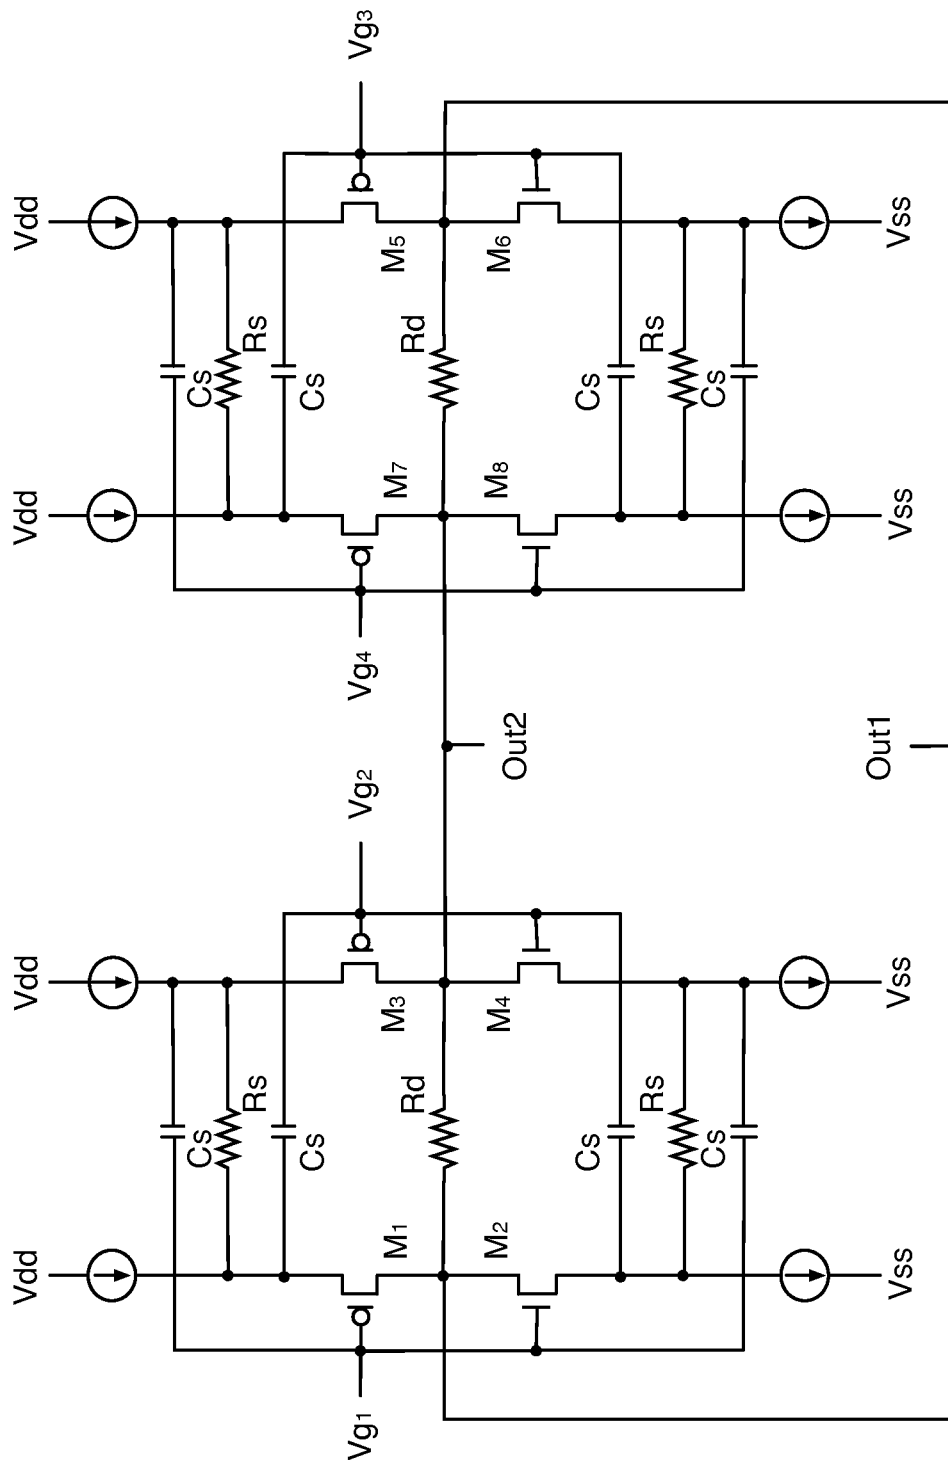 Vdd Vdd Vdd Vdd
Cs Cs
Rs Rs
Cs Cs
Vg1 Vg2 Vg4 Vg3
M1 M3 M7 M5
Rd Rd
M2 M4 M8 M6
Out2
Cs Cs
Rs Rs
Cs Cs
Out1
Vss Vss Vss Vss